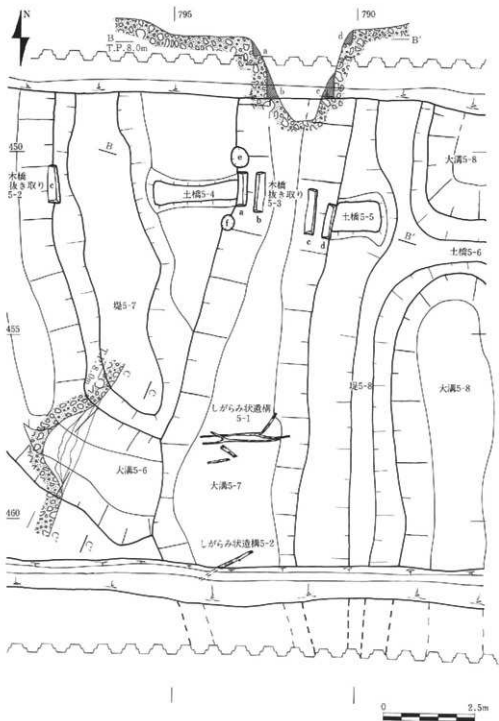 N
795
790
B
T.P.8.0m
B'
a
d
b
c
450
木橋
抜き取り
5-2
c
B
e
土橋5-4
木橋
抜き取り
5-3
a
b
f
c
d
土橋5-5
大溝
5-4
B'
土橋5-6
455
堤5-7
T.P.8.0m
C'
C'
しがらみ状遺構
5-1
堤5-8
大溝5-8
大溝5-6
大溝5-7
460
C
C
しがらみ状遺構5-2
0
2.5m